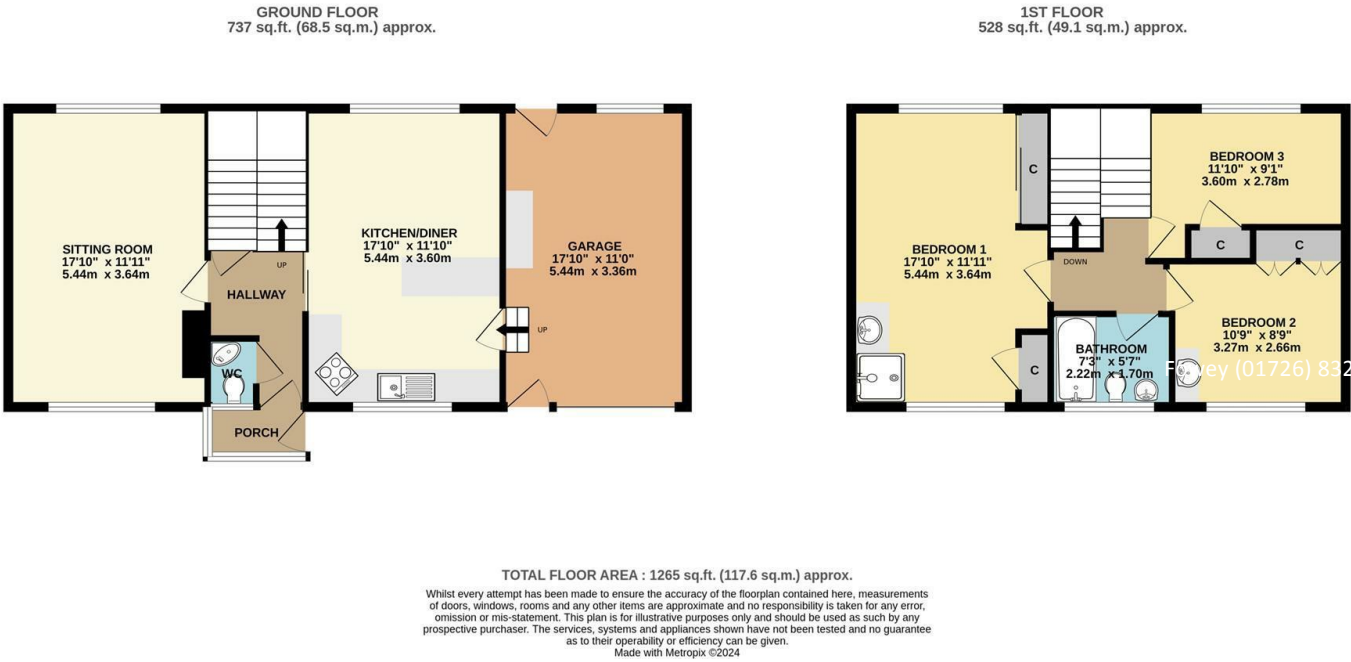 GROUND FLOOR
737 sq.ft. (68.5 sq.m.) approx.
1ST FLOOR
528 sq.ft. (49.1 sq.m.) approx.
SITTING ROOM
17'10" x 11'11"
5.44m x 3.64m
UP
HALLWAY
WC
PORCH
KITCHEN/DINER
17'10" x 11'10"
5.44m x 3.60m
UP
GARAGE
17'10" x 11'0"
5.44m x 3.36m
BEDROOM 1
17'10" x 11'11"
5.44m x 3.64m
C
C
DOWN
BEDROOM 3
11'10" x 9'1"
3.60m x 2.78m
C
C
BEDROOM 2
10'9" x 8'9"
3.27m x 2.66m
BATHROOM
7'3" x 5'7"
2.22m x 1.70m
Fowey (01726) 832
TOTAL FLOOR AREA : 1265 sq.ft. (117.6 sq.m.) approx.
Whilst every attempt has been made to ensure the accuracy of the floorplan contained here, measurements
of doors, windows, rooms and any other items are approximate and no responsibility is taken for any error,
omission or mis-statement. This plan is for illustrative purposes only and should be used as such by any
prospective purchaser. The services, systems and appliances shown have not been tested and no guarantee
as to their operability or efficiency can be given.
Made with Metropix ©2024